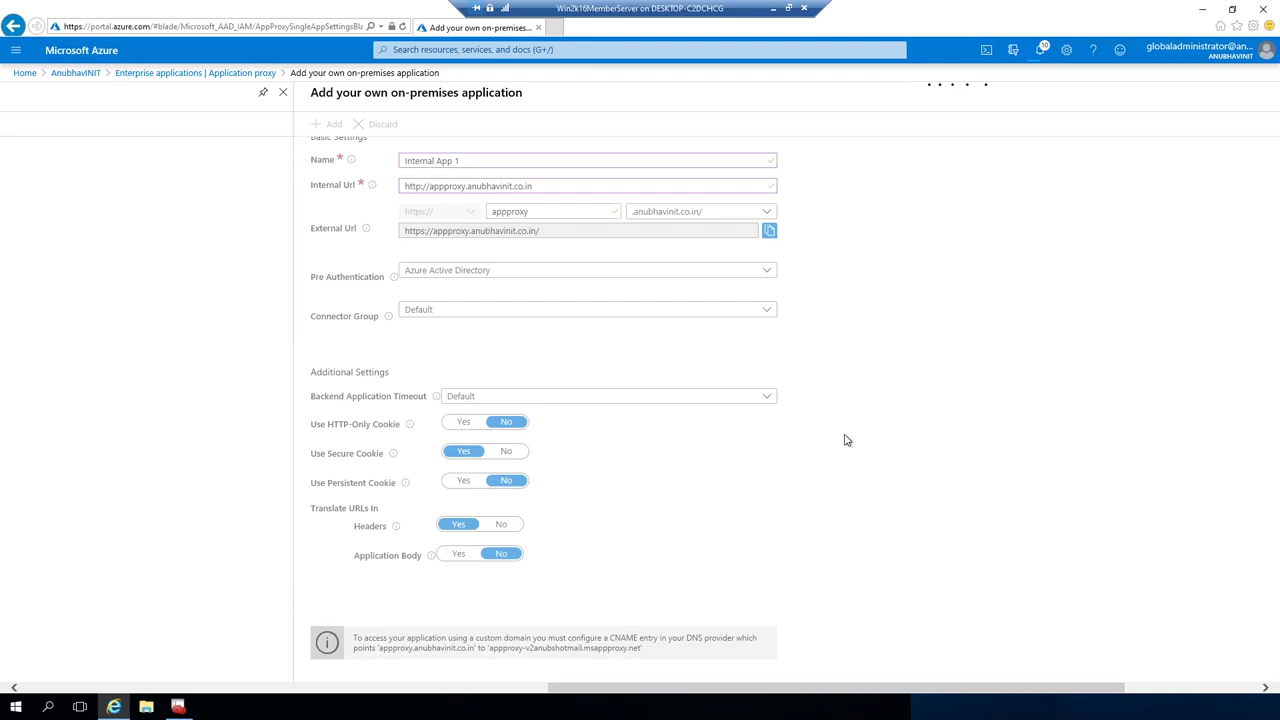 Win2k16MemberServer on DESKTOP-C2DCHCG
https://portal.azure.com/#blade/Microsoft_AAD_IAM/AppProxySingleAppSettingsBla
Add your own on-premises...
Microsoft Azure
Search resources, services, and docs (G+/)
10
globaladministrator@an...
ANUBHAVINIT
Home > AnubhavINIT > Enterprise applications | Application proxy > Add your own on-premises application
Add your own on-premises application
Add Discard
Basic Settings
Name * Internal App 1
Internal Url * http://appproxy.anubhavinit.co.in
https:// appproxy .anubhavinit.co.in/
External Url https://appproxy.anubhavinit.co.in/
Pre Authentication Azure Active Directory
Connector Group Default
Additional Settings
Backend Application Timeout Default
Use HTTP-Only Cookie Yes No
Use Secure Cookie Yes No
Use Persistent Cookie Yes No
Translate URLs In
Headers Yes No
Application Body Yes No
To access your application using a custom domain you must configure a CNAME entry in your DNS provider which
points 'appproxy.anubhavinit.co.in' to 'appproxy-v2anubshotmail.msappproxy.net'